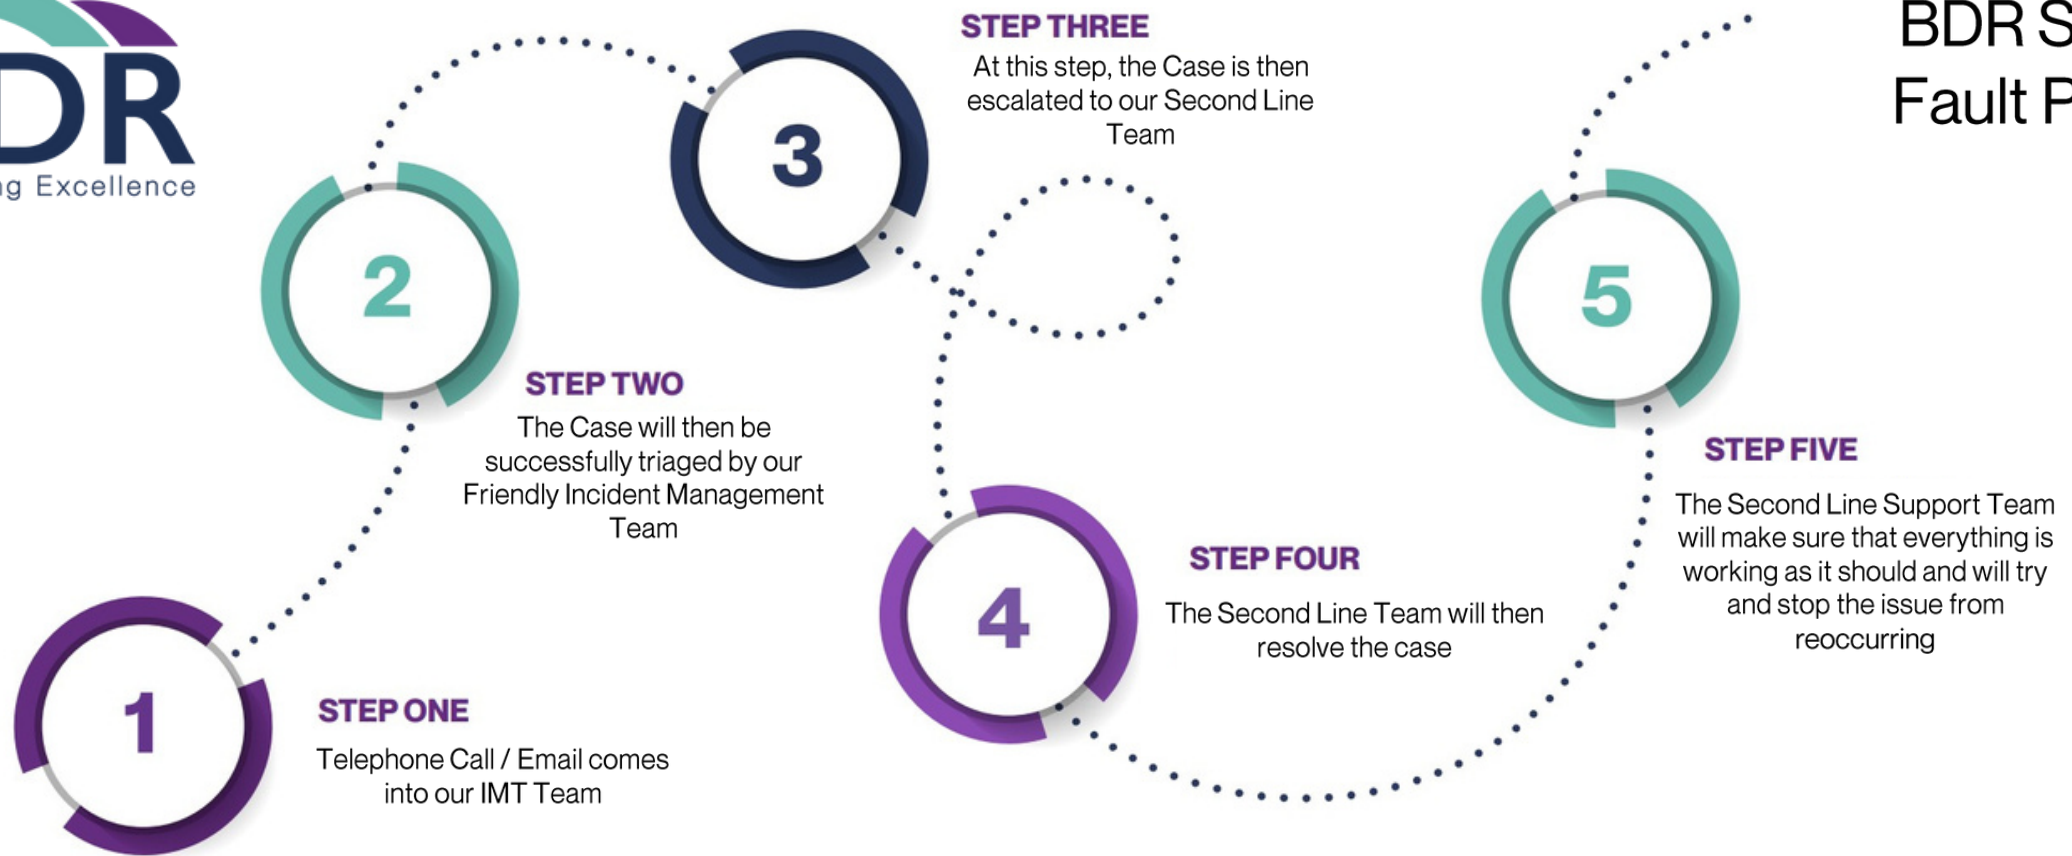 DR
Excellence
BDR
Fault
1
STEP ONE
Telephone Call / Email comes
into our IMT Team
2
STEP TWO
The Case will then be
successfully triaged by our
Friendly Incident Management
Team
3
STEP THREE
At this step, the Case is then
escalated to our Second Line
Team
4
STEP FOUR
The Second Line Team will then
resolve the case
5
STEP FIVE
The Second Line Support Team
will make sure that everything is
working as it should and will try
and stop the issue from
reoccurring